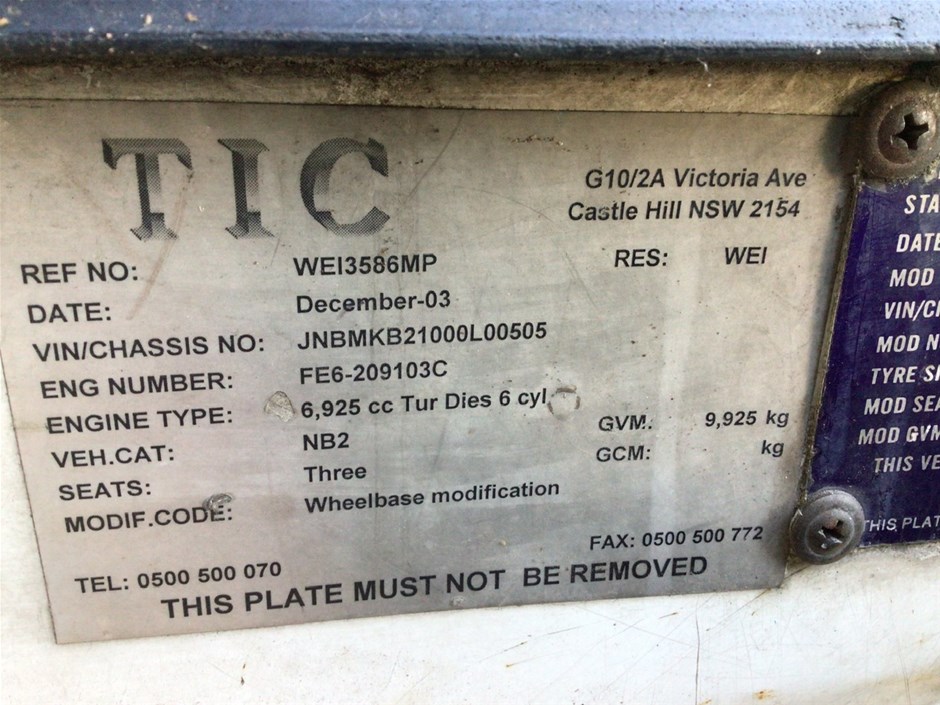 TIC
G10/2A Victoria Ave
Castle Hill NSW 2154
REF NO: WEI3586MP RES: WEI
DATE: December-03
VIN/CHASSIS NO: JNBMKB21000L00505
ENG NUMBER: FE6-209103C
ENGINE TYPE: 6,925 cc Tur Dies 6 cyl
VEH.CAT: NB2 GVM. 9,925 kg
SEATS: Three GCM: kg
MODIF.CODE: Wheelbase modification
TEL: 0500 500 070 FAX: 0500 500 772
THIS PLATE MUST NOT BE REMOVED
STA
DATE
MOD
VIN/C
MOD N
TYRE S
MOD SEA
MOD GVM
THIS VE
THIS PLAT